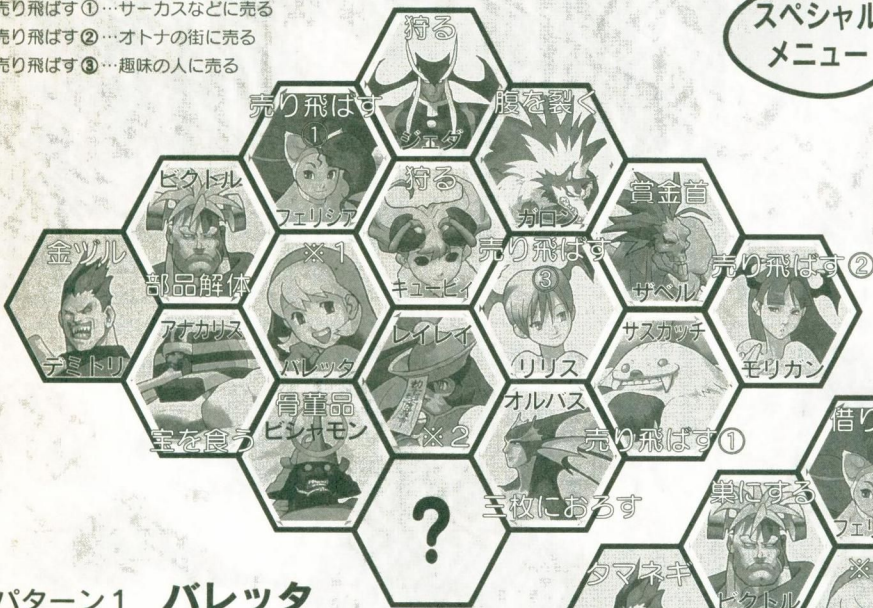 売り飛ばす①…サーカスなどに売る
売り飛ばす②…オトナの街に売る
売り飛ばす③…趣味の人に売る
スペシャル
メニュー
狩る
ジェダ
売り飛ばす
1
フェリシア
腹を裂く
ガロン
ビクトル
部品解体
狩る
キュービィ
賞金首
ザベル
金ヅル
デミトリ
※1
バレッタ
売り飛ばす
③
リリス
売り飛ばす②
モリガン
アナカリス
宝を食う
レイレイ
※2
サスカッチ
売り飛ばす①
骨董品
ビシャモン
オルバス
三枚におろす
?
借り
フェリ
巣にする
ビクトル
タマネギ
※
パターン1 バレッタ